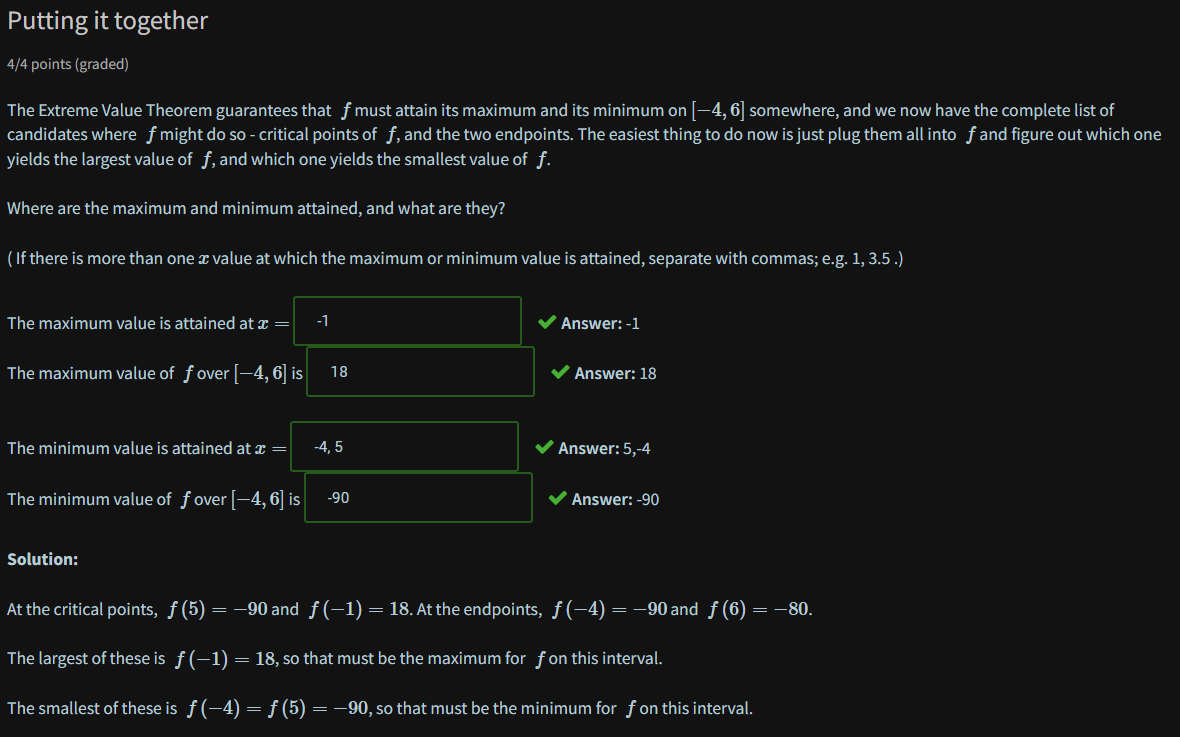 Putting it together
4/4 points (graded)
The Extreme Value Theorem guarantees that f must attain its maximum and its minimum on [−4, 6] somewhere, and we now have the complete list of
candidates where f might do so - critical points of f, and the two endpoints. The easiest thing to do now is just plug them all into f and figure out which one
yields the largest value of f, and which one yields the smallest value of f.
Where are the maximum and minimum attained, and what are they?
( If there is more than one x value at which the maximum or minimum value is attained, separate with commas; e.g. 1, 3.5 .)
The maximum value is attained at x = -1 ✔ Answer: -1
The maximum value of f over [−4, 6] is 18 ✔ Answer: 18
The minimum value is attained at x = -4, 5 ✔ Answer: 5,-4
The minimum value of f over [−4, 6] is -90 ✔ Answer: -90
Solution:
At the critical points, f (5) = −90 and f (−1) = 18. At the endpoints, f (−4) = −90 and f (6) = −80.
The largest of these is f (−1) = 18, so that must be the maximum for f on this interval.
The smallest of these is f (−4) = f (5) = −90, so that must be the minimum for f on this interval.